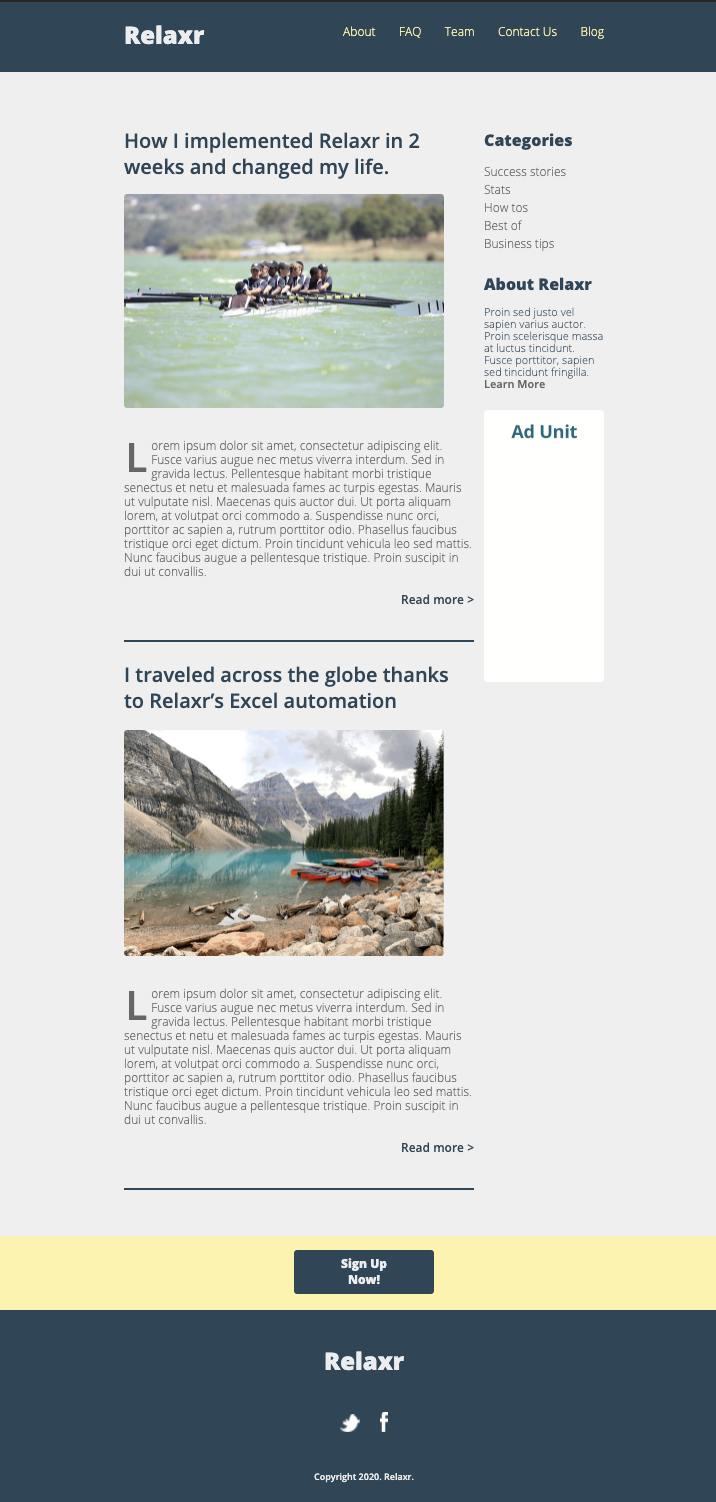 Relaxr
About FAQ Team Contact Us Blog
How I implemented Relaxr in 2
weeks and changed my life.
Lorem ipsum dolor sit amet, consectetur adipiscing elit.
Fusce varius augue nec metus viverra interdum. Sed in
gravida lectus. Pellentesque habitant morbi tristique
senectus et netu et malesuada fames ac turpis egestas. Mauris
ut vulputate nisl. Maecenas quis auctor dui. Ut porta aliquam
lorem, at volutpat orci commodo a. Suspendisse nunc orci,
porttitor ac sapien a, rutrum porttitor odio. Phasellus faucibus
tristique orci eget dictum. Proin tincidunt vehicula leo sed mattis.
Nunc faucibus augue a pellentesque tristique. Proin suscipit in
dui ut convallis.
Read more >
I traveled across the globe thanks
to Relaxr’s Excel automation
Lorem ipsum dolor sit amet, consectetur adipiscing elit.
Fusce varius augue nec metus viverra interdum. Sed in
gravida lectus. Pellentesque habitant morbi tristique
senectus et netu et malesuada fames ac turpis egestas. Mauris
ut vulputate nisl. Maecenas quis auctor dui. Ut porta aliquam
lorem, at volutpat orci commodo a. Suspendisse nunc orci,
porttitor ac sapien a, rutrum porttitor odio. Phasellus faucibus
tristique orci eget dictum. Proin tincidunt vehicula leo sed mattis.
Nunc faucibus augue a pellentesque tristique. Proin suscipit in
dui ut convallis.
Read more >
Categories
Success stories
Stats
How tos
Best of
Business tips
About Relaxr
Proin sed justo vel
sapien varius auctor.
Proin scelerisque massa
at luctus tincidunt.
Fusce porttitor, sapien
sed tincidunt fringilla.
Learn More
Ad Unit
Sign Up
Now!
Relaxr
Copyright 2020. Relaxr.